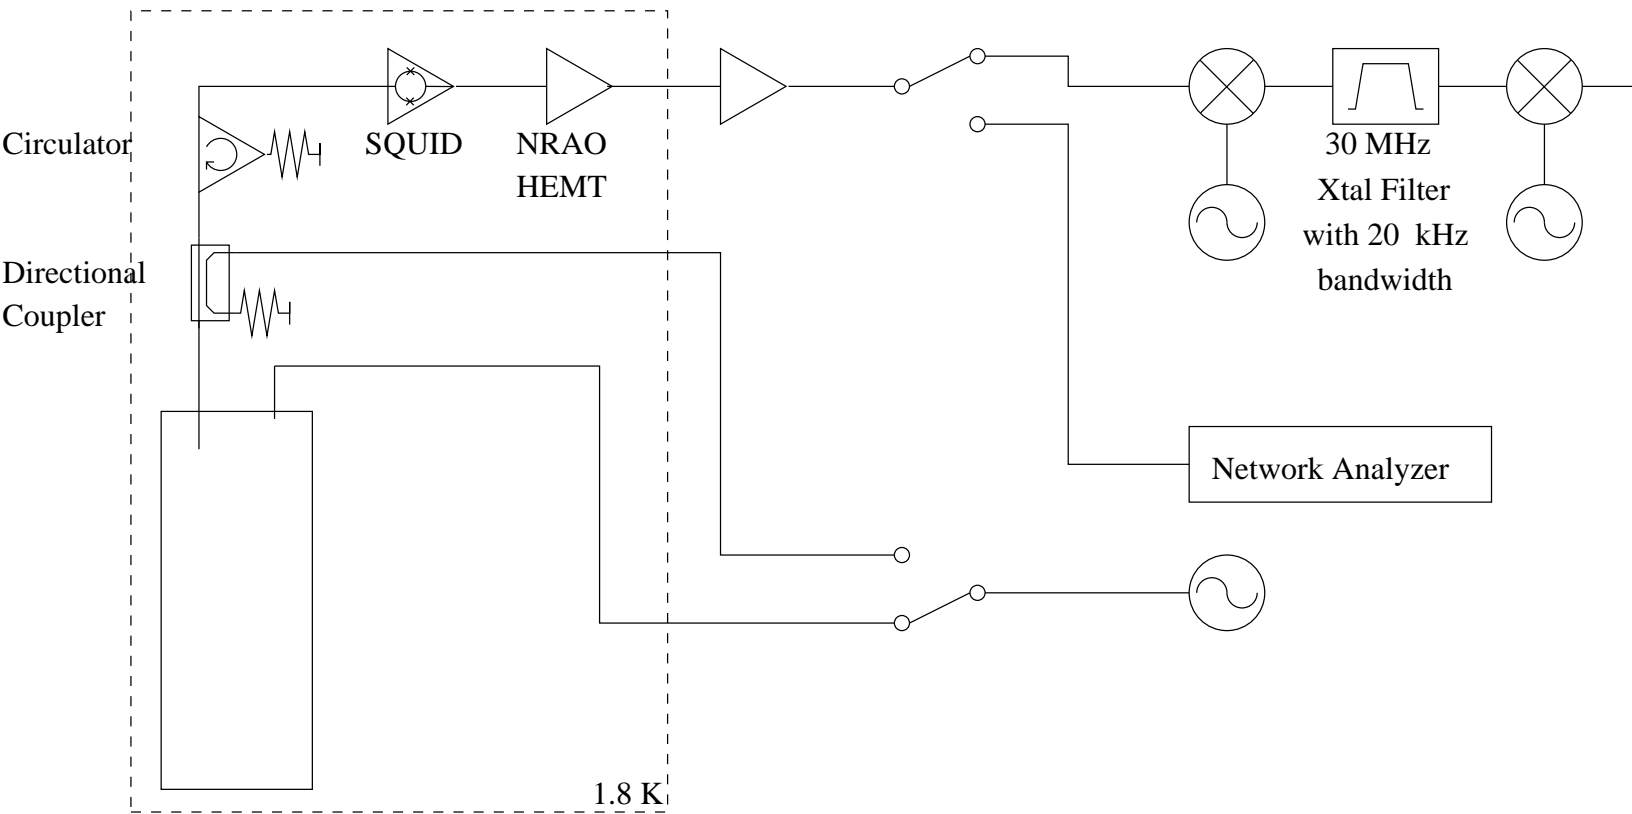 Circulator
SQUID
NRAO
HEMT
30 MHz
Xtal Filter
with 20 kHz
bandwidth
Directional
Coupler
Network Analyzer
1.8 K